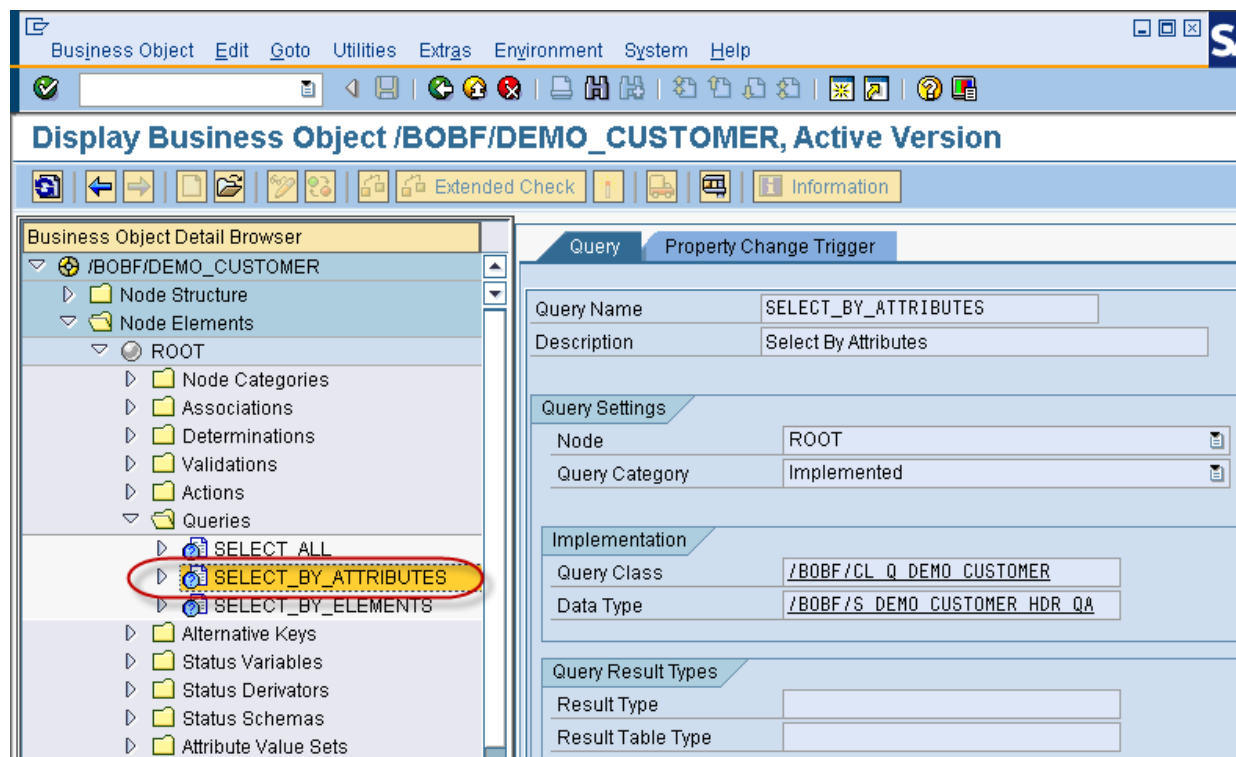 Business Object Edit Goto Utilities Extras Environment System Help
Display Business Object /BOBF/DEMO_CUSTOMER, Active Version
Extended Check Information
Business Object Detail Browser
/BOBF/DEMO_CUSTOMER
Node Structure
Node Elements
ROOT
Node Categories
Associations
Determinations
Validations
Actions
Queries
SELECT_ALL
SELECT_BY_ATTRIBUTES
SELECT_BY_ELEMENTS
Alternative Keys
Status Variables
Status Derivators
Status Schemas
Attribute Value Sets
Query Property Change Trigger
Query Name SELECT_BY_ATTRIBUTES
Description Select By Attributes
Query Settings
Node ROOT
Query Category Implemented
Implementation
Query Class /BOBF/CL_Q_DEMO_CUSTOMER
Data Type /BOBF/S_DEMO_CUSTOMER_HDR_QA
Query Result Types
Result Type
Result Table Type